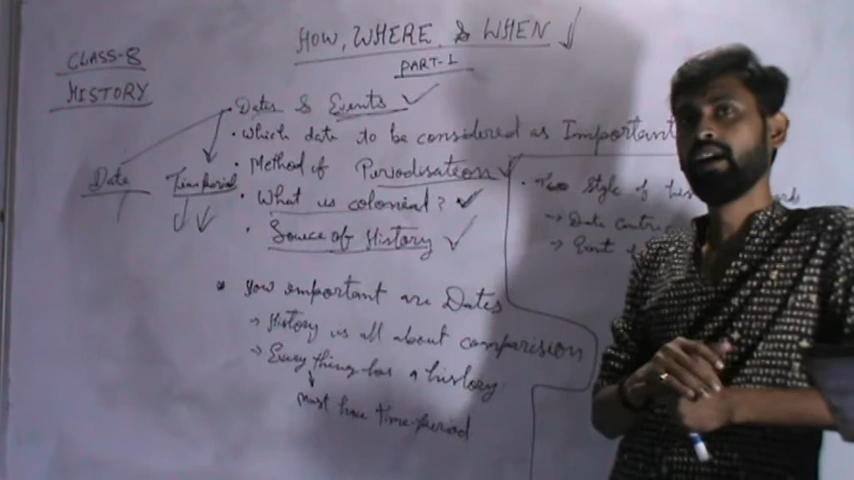 HOW, WHERE & WHEN
PART-1
CLASS-8
HISTORY
• Dates & Events
• Which date to be considered as Important
• Method of Periodisation
• What is colonial?
• Source of History
Date
Time period
• Two Style of
→ Date
→ Event
• How important are Dates
→ History is all about comparision
→ Every thing has a history
Must have time-period